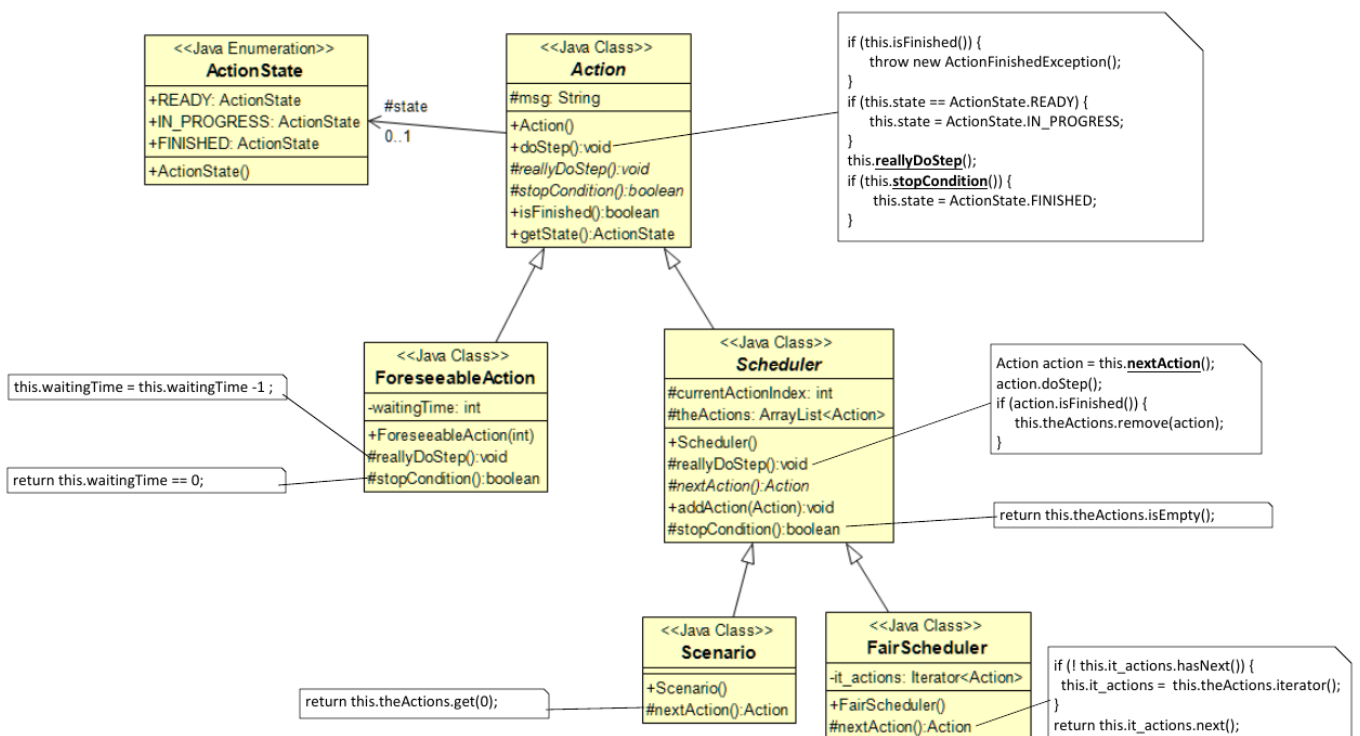 <<Java Enumeration>>
ActionState
+READY: ActionState
+IN_PROGRESS: ActionState
+FINISHED: ActionState
+ActionState()
#state
0..1
<<Java Class>>
Action
#msg: String
+Action()
+doStep():void
#reallyDoStep():void
#stopCondition():boolean
+isFinished():boolean
+getState():ActionState
if (this.isFinished()) {
throw new ActionFinishedException();
}
if (this.state == ActionState.READY) {
this.state = ActionState.IN_PROGRESS;
}
this.reallyDoStep();
if (this.stopCondition()) {
this.state = ActionState.FINISHED;
}
this.waitingTime = this.waitingTime -1 ;
return this.waitingTime == 0;
<<Java Class>>
ForeseeableAction
-waitingTime: int
+ForeseeableAction(int)
#reallyDoStep():void
#stopCondition():boolean
<<Java Class>>
Scheduler
#currentActionIndex: int
#theActions: ArrayList<Action>
+Scheduler()
#reallyDoStep():void
#nextAction():Action
+addAction(Action):void
#stopCondition():boolean
Action action = this.nextAction();
action.doStep();
if (action.isFinished()) {
this.theActions.remove(action);
}
return this.theActions.isEmpty();
return this.theActions.get(0);
<<Java Class>>
Scenario
+Scenario()
#nextAction():Action
<<Java Class>>
FairScheduler
-it_actions: Iterator<Action>
+FairScheduler()
#nextAction():Action
if (! this.it_actions.hasNext()) {
this.it_actions = this.theActions.iterator();
}
return this.it_actions.next();